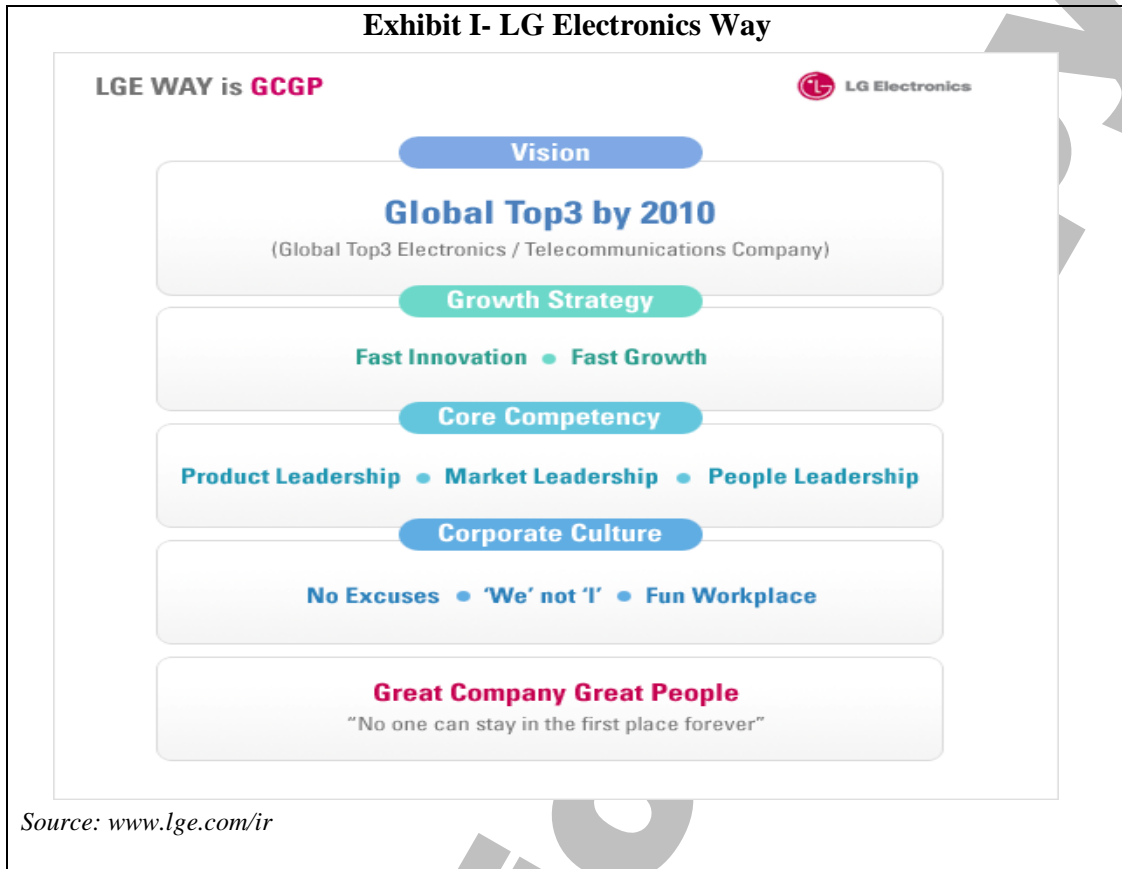 Exhibit I- LG Electronics Way
LGE WAY is GCGP
LG Electronics
Vision
Global Top3 by 2010
(Global Top3 Electronics / Telecommunications Company)
Growth Strategy
Fast Innovation • Fast Growth
Core Competency
Product Leadership • Market Leadership • People Leadership
Corporate Culture
No Excuses • ‘We’ not ‘I’ • Fun Workplace
Great Company Great People
“No one can stay in the first place forever”
Source: www.lge.com/ir